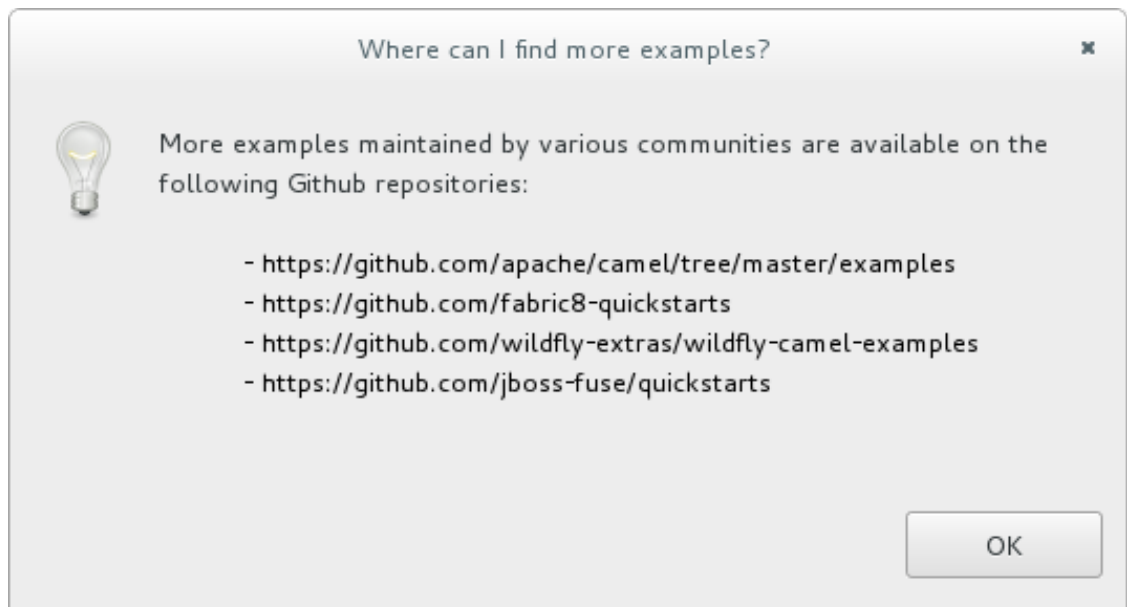 Where can I find more examples?
More examples maintained by various communities are available on the
following Github repositories:
- https://github.com/apache/camel/tree/master/examples
- https://github.com/fabric8-quickstarts
- https://github.com/wildfly-extras/wildfly-camel-examples
- https://github.com/jboss-fuse/quickstarts
OK